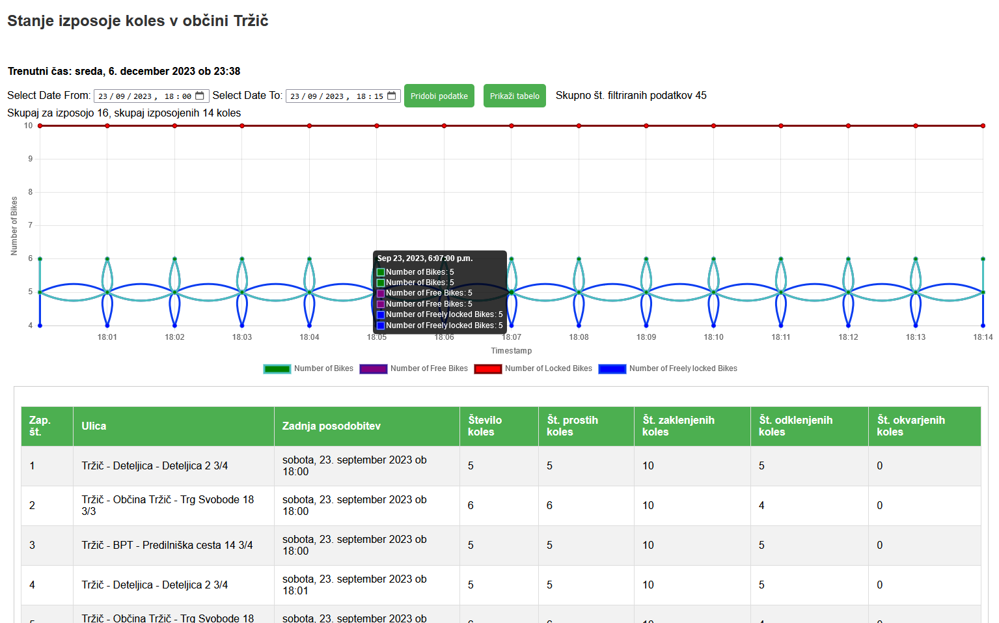 Stanje izposoje koles v občini Tržič
Trenutni čas: sreda, 6. december 2023 ob 23:38
Select Date From: 23/09/2023, 18:00 Select Date To: 23/09/2023, 18:15 Pridobi podatke Prikaži tabelo Skupno št. filtriranih podatkov 45
Skupaj za izposojo 16, skupaj izposojenih 14 koles
10
9
8
7
6
5
4
Number of Bikes
Sep 23, 2023, 6:07:00 p.m.
Number of Bikes: 5
Number of Bikes: 5
Number of Free Bikes: 5
Number of Free Bikes: 5
Number of Freely locked Bikes: 5
Number of Freely locked Bikes: 5
18:01 18:02 18:03 18:04 18:05 18:06 18:07 18:08 18:09 18:10 18:11 18:12 18:13 18:14
Timestamp
Number of Bikes Number of Free Bikes Number of Locked Bikes Number of Freely locked Bikes
Zap. št. Ulica Zadnja posodobitev Število koles Št. prostih koles Št. zaklenjenih koles Št. odklenjenih koles Št. okvarjenih koles
1 Tržič - Deteljica - Deteljica 2 3/4 sobota, 23. september 2023 ob 18:00 5 5 10 5 0
2 Tržič - Občina Tržič - Trg Svobode 18 3/3 sobota, 23. september 2023 ob 18:00 6 6 10 4 0
3 Tržič - BPT - Predilniška cesta 14 3/4 sobota, 23. september 2023 ob 18:00 5 5 10 5 0
4 Tržič - Deteljica - Deteljica 2 3/4 sobota, 23. september 2023 ob 18:01 5 5 10 5 0
Tržič - Občina Tržič - Trg Svobode 18 sobota, 23. september 2023 ob